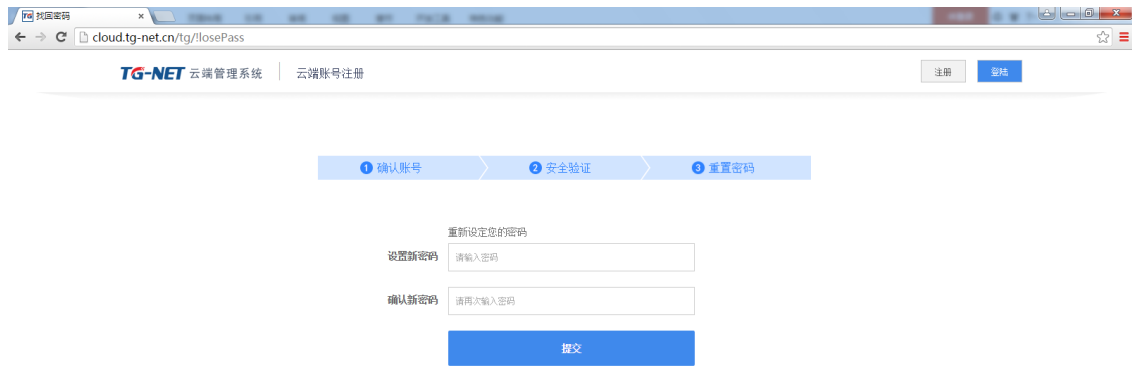 TG 找回密码
cloud.tg-net.cn/tg/!losePass
TG-NET 云端管理系统 云端账号注册 注册 登陆
1 确认账号 2 安全验证 3 重置密码
重新设定您的密码
设置新密码 请输入密码
确认新密码 请再次输入密码
提交